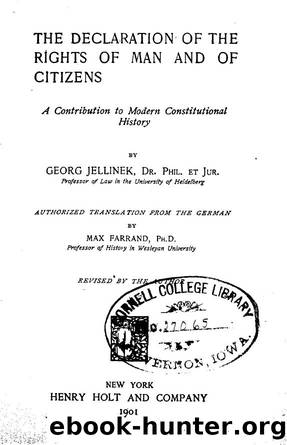 THE DECLARATION OF THE
RIGHTS OF MAN AND OF
CITIZENS
A Contribution to Modern Constitutional
History
BY
GEORG JELLINEK, DR. PHIL. ET JUR.
Professor of Law in the University of Heidelberg
AUTHORIZED TRANSLATION FROM THE GERMAN
BY
MAX FARRAND, PH.D.
Professor of History in Wesleyan University
REVISED BY THE AUTHOR
CORNELL COLLEGE LIBRARY
VERNON, IOWA.
NEW YORK
HENRY HOLT AND COMPANY
1901
ebook-hunter.org